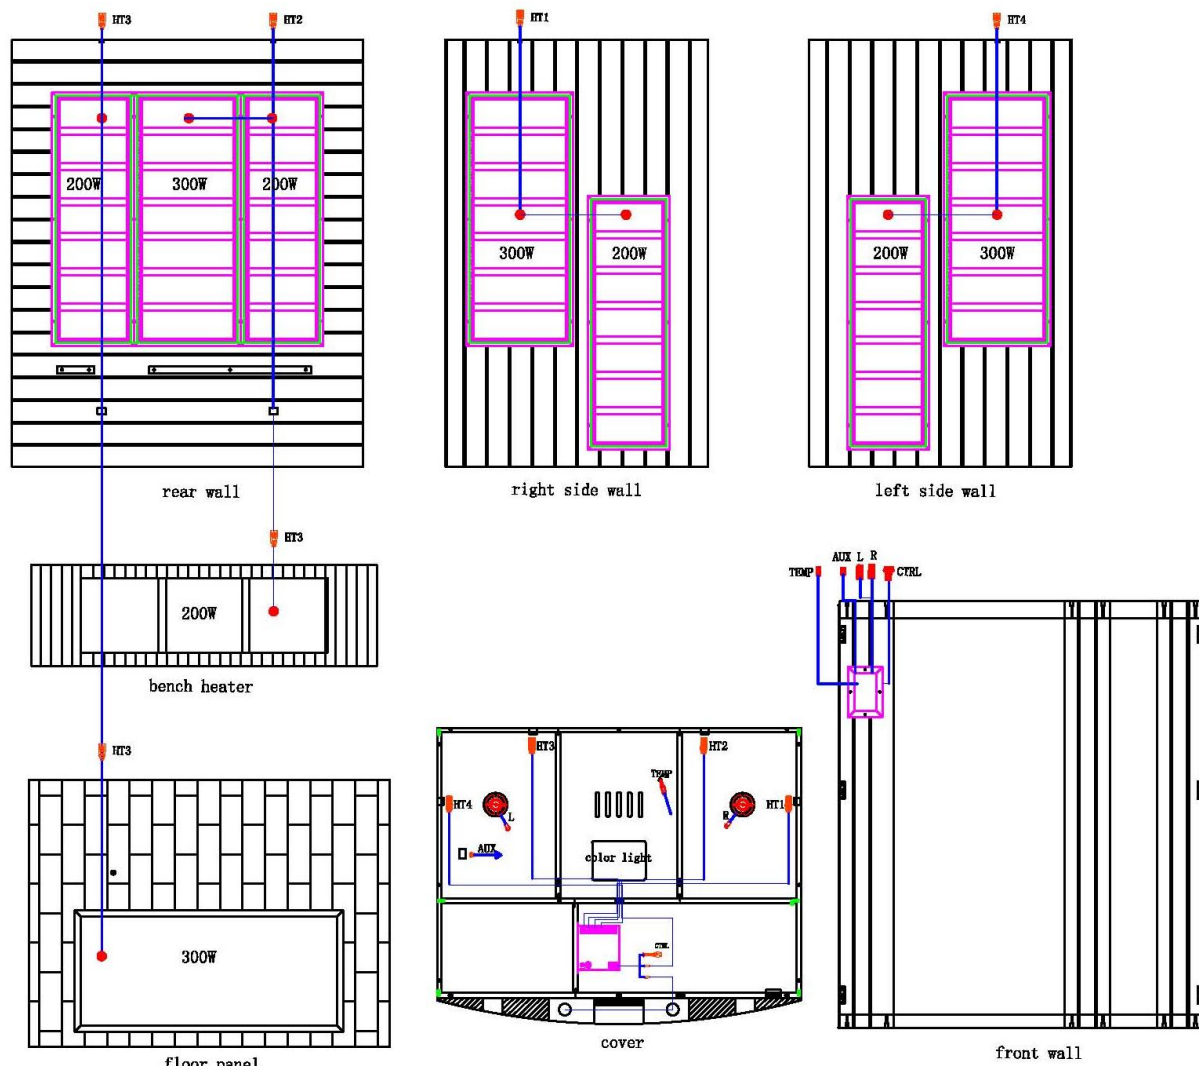 HT3
HT2
HT1
HT4
200W
300W
200W
300W
200W
200W
300W
rear wall
right side wall
left side wall
HT3
200W
bench heater
TEMP
AUX
L
R
CTRL
HT3
300W
floor panel
HT3
HT2
TEMP
HT4
L
R
HT1
AUX
color light
CTRL
cover
front wall